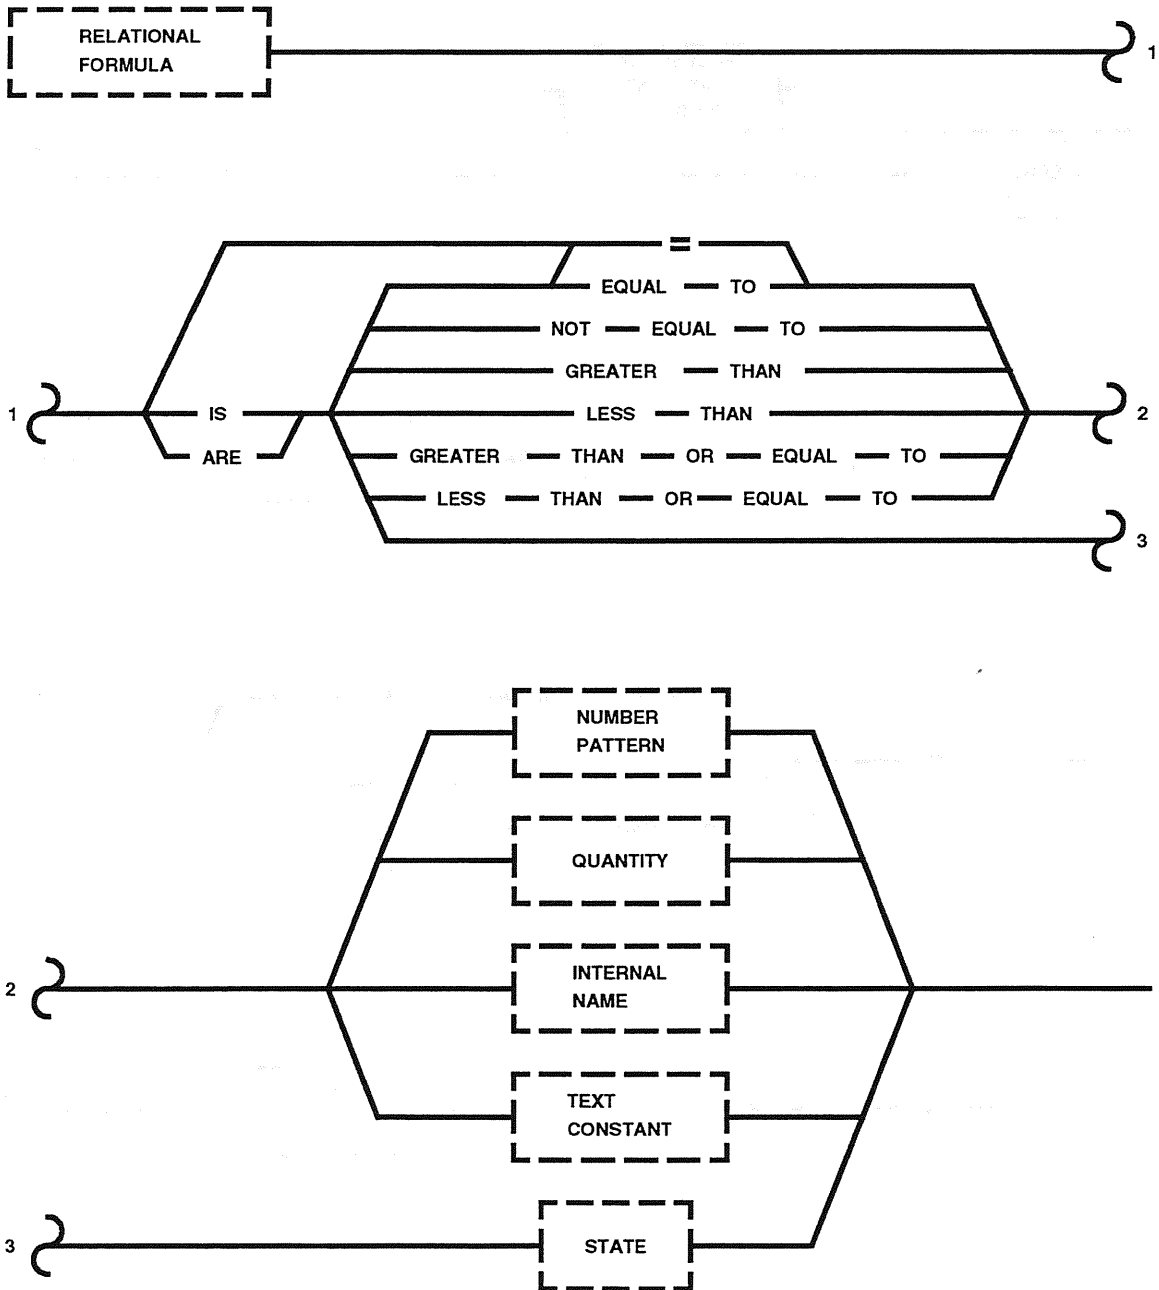 RELATIONAL
FORMULA
1
=
EQUAL TO
NOT EQUAL TO
GREATER THAN
1 IS LESS THAN 2
ARE GREATER THAN OR EQUAL TO
LESS THAN OR EQUAL TO
3
NUMBER
PATTERN
QUANTITY
2 INTERNAL
NAME
TEXT
CONSTANT
3 STATE